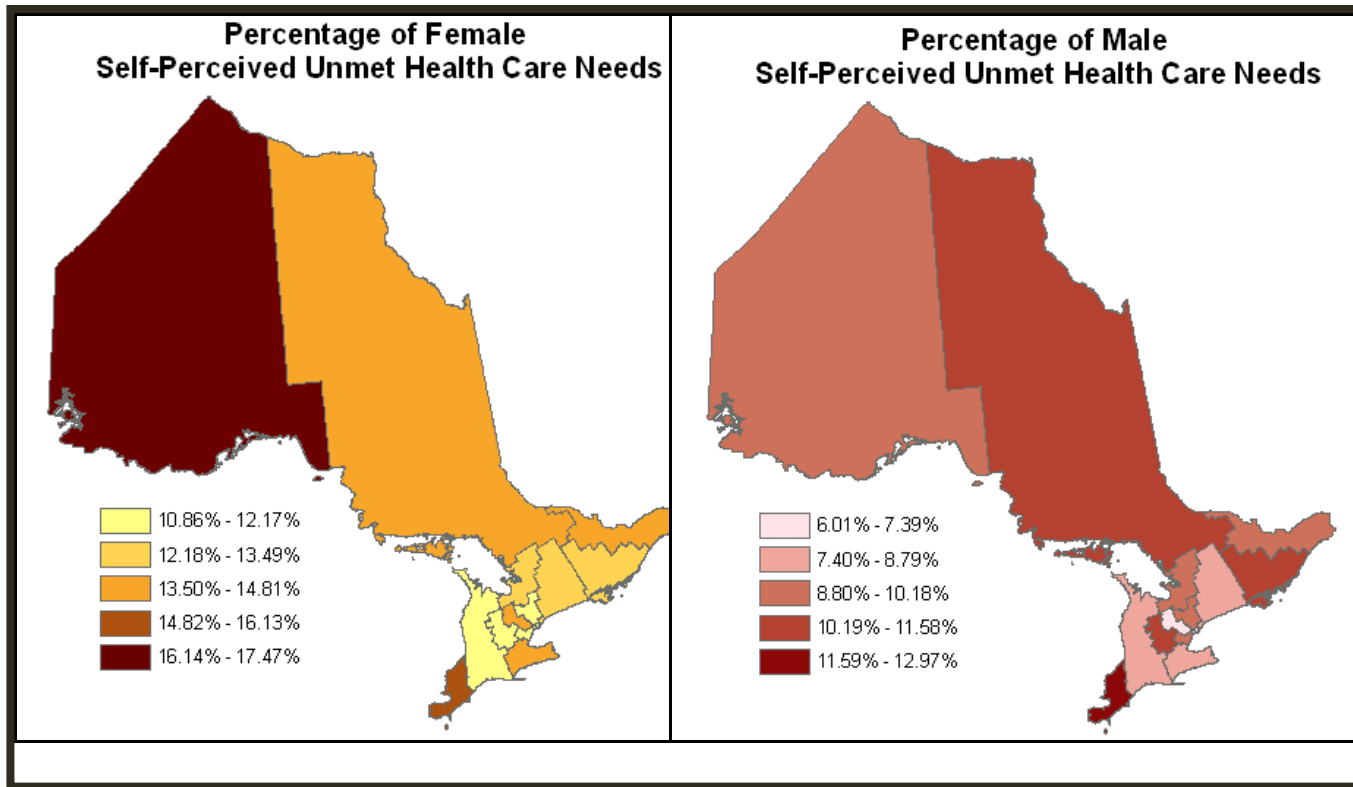 Percentage of Female
Self-Perceived Unmet Health Care Needs
10.86% - 12.17%
12.18% - 13.49%
13.50% - 14.81%
14.82% - 16.13%
16.14% - 17.47%
Percentage of Male
Self-Perceived Unmet Health Care Needs
6.01% - 7.39%
7.40% - 8.79%
8.80% - 10.18%
10.19% - 11.58%
11.59% - 12.97%